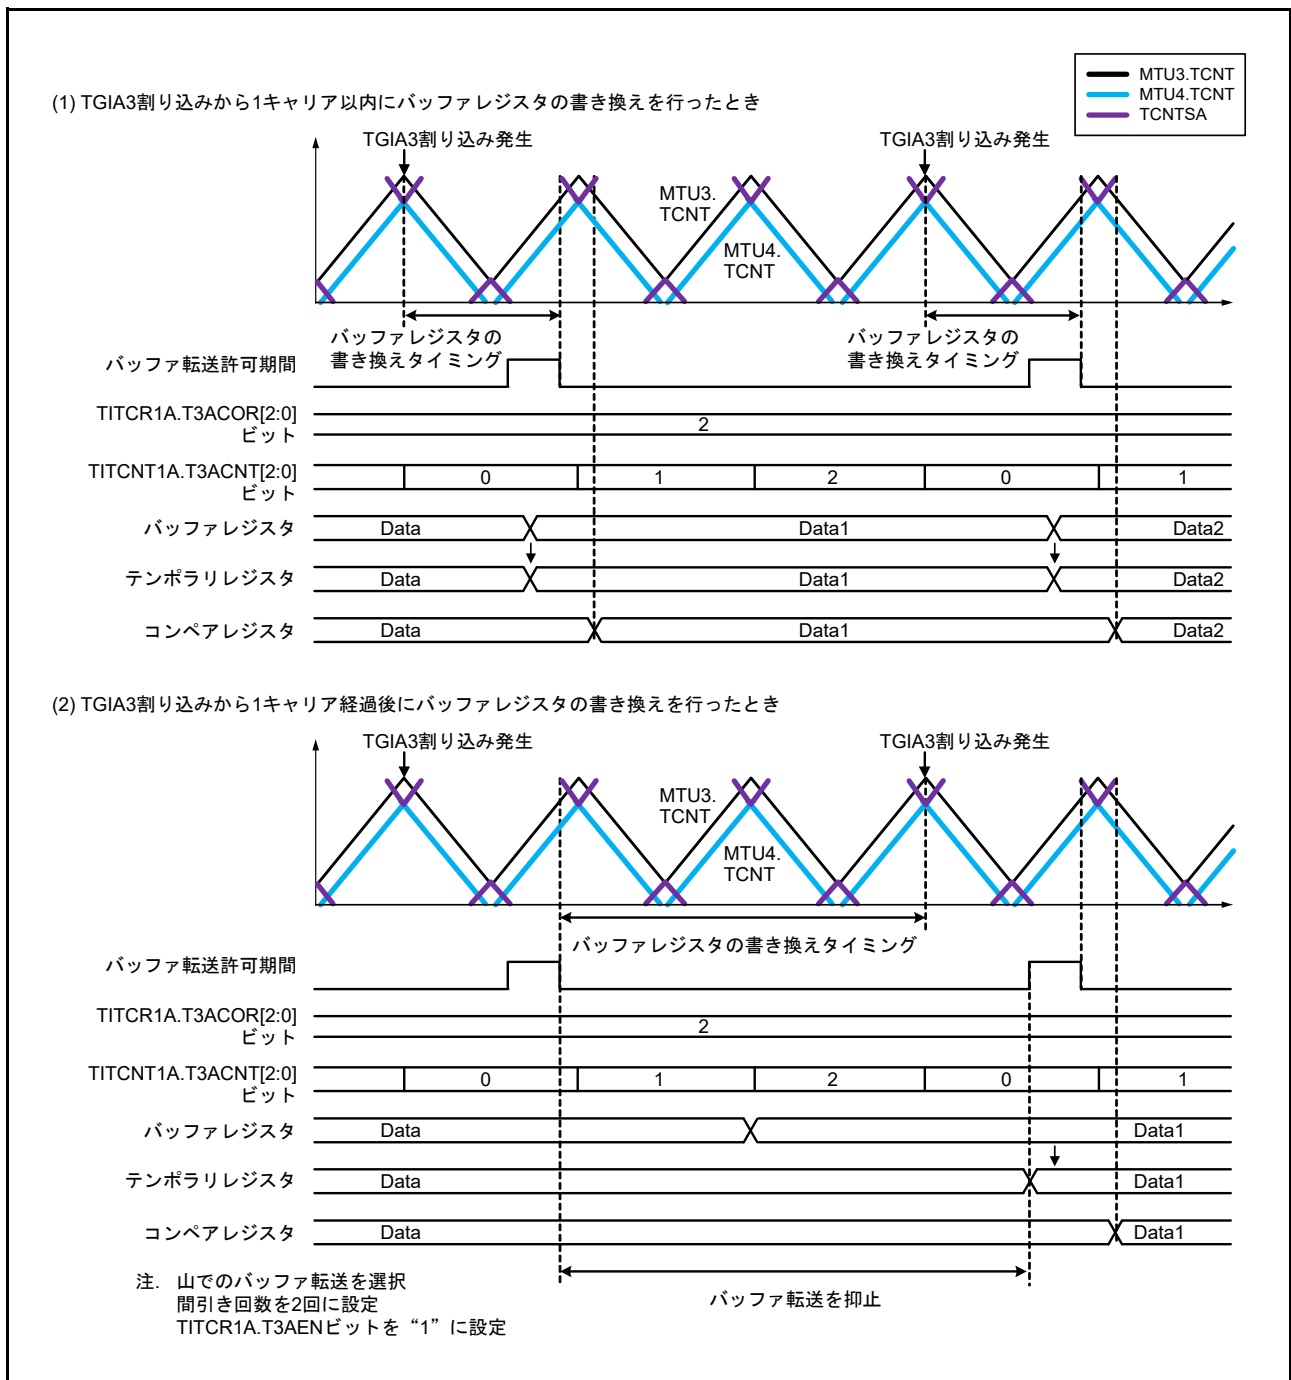 MTU3.TCNT
MTU4.TCNT
TCNTSA
(1) TGIA3割り込みから1キャリア以内にバッファレジスタの書き換えを行ったとき
TGIA3割り込み発生
TGIA3割り込み発生
MTU3.
TCNT
MTU4.
TCNT
バッファレジスタの
書き換えタイミング
バッファレジスタの
書き換えタイミング
バッファ転送許可期間
TITCR1A.T3ACOR[2:0]
ビット
2
TITCNT1A.T3ACNT[2:0]
ビット
0 1 2 0 1
バッファレジスタ Data Data1 Data2
テンポラリレジスタ Data Data1 Data2
コンペアレジスタ Data Data1 Data2
(2) TGIA3割り込みから1キャリア経過後にバッファレジスタの書き換えを行ったとき
TGIA3割り込み発生
TGIA3割り込み発生
MTU3.
TCNT
MTU4.
TCNT
バッファレジスタの書き換えタイミング
バッファ転送許可期間
TITCR1A.T3ACOR[2:0]
ビット
2
TITCNT1A.T3ACNT[2:0]
ビット
0 1 2 0 1
バッファレジスタ Data Data1
テンポラリレジスタ Data Data1
コンペアレジスタ Data Data1
バッファ転送を抑止
注. 山でのバッファ転送を選択
間引き回数を2回に設定
TITCR1A.T3AENビットを“1”に設定